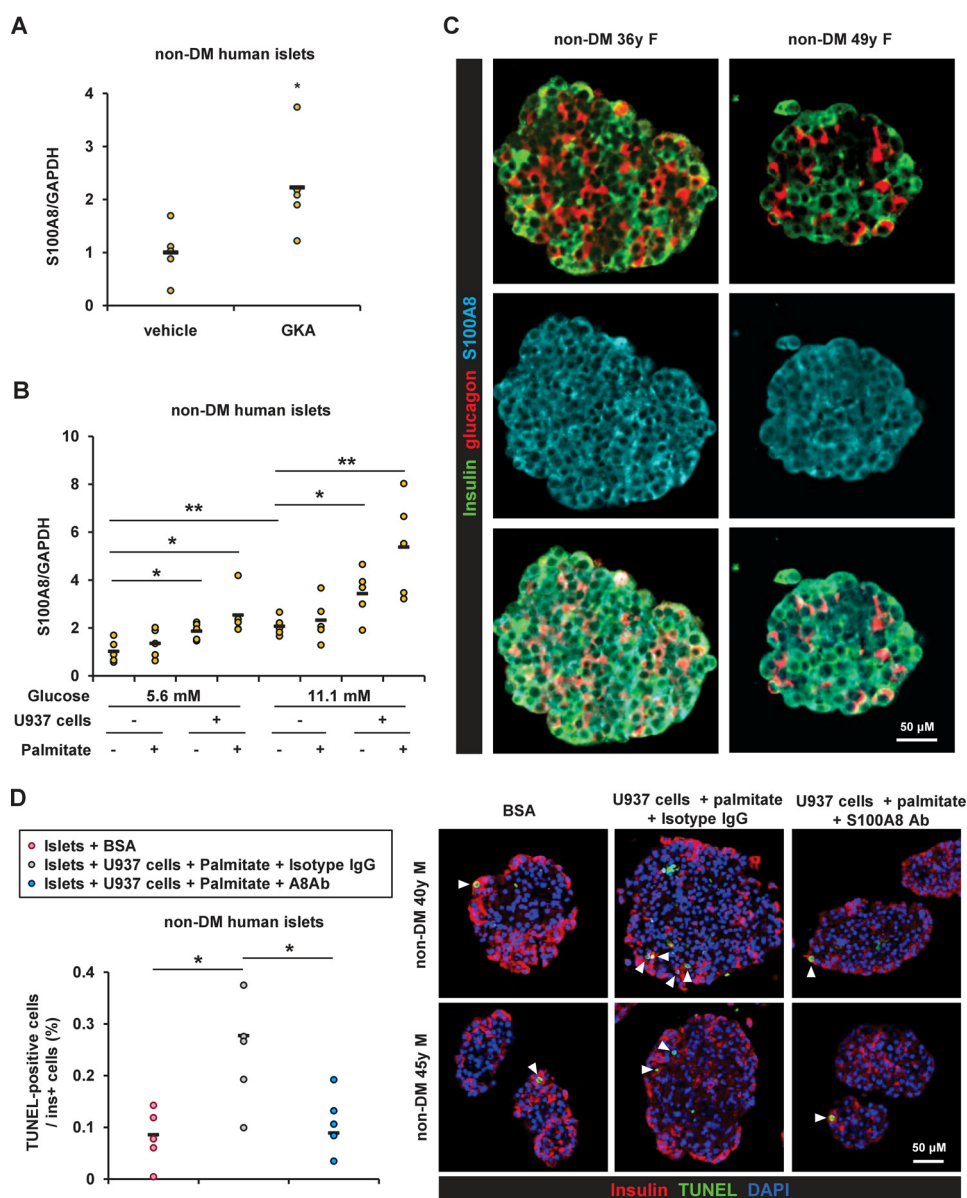 A
non-DM human islets
*
4
3
2
1
0
S100A8/GAPDH
vehicle GKA
B
non-DM human islets
10
8
6
4
2
0
S100A8/GAPDH
**
*
**
*
*
Glucose 5.6 mM 11.1 mM
U937 cells - + - +
Palmitate - + - + - + - +
C
non-DM 36y F non-DM 49y F
Insulin glucagon S100A8
50 µM
D
Islets + BSA
Islets + U937 cells + Palmitate + Isotype IgG
Islets + U937 cells + Palmitate + A8Ab
non-DM human islets
* *
0.4
0.3
0.2
0.1
0
TUNEL-positive cells
/ ins+ cells (%)
BSA
U937 cells + palmitate
+ Isotype IgG
U937 cells + palmitate
+ S100A8 Ab
non-DM 40y M
non-DM 45y M
50 µM
Insulin TUNEL DAPI